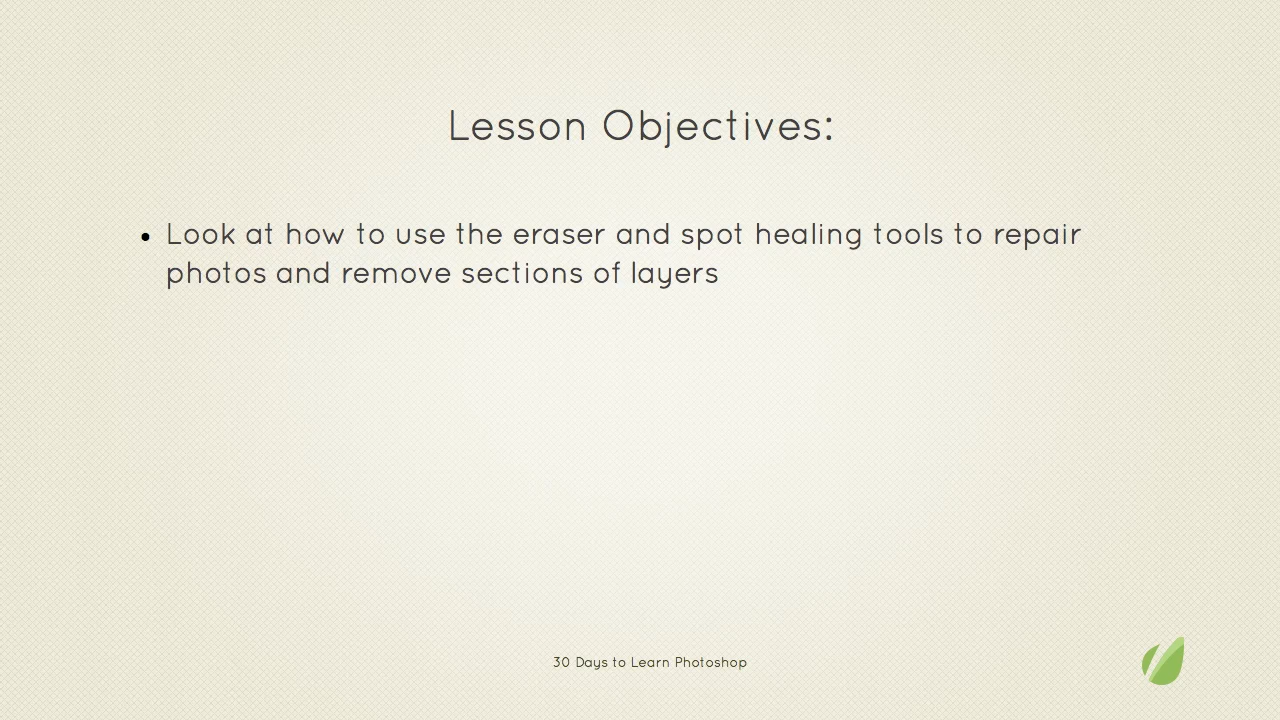 Lesson Objectives:
• Look at how to use the eraser and spot healing tools to repair
photos and remove sections of layers
30 Days to Learn Photoshop